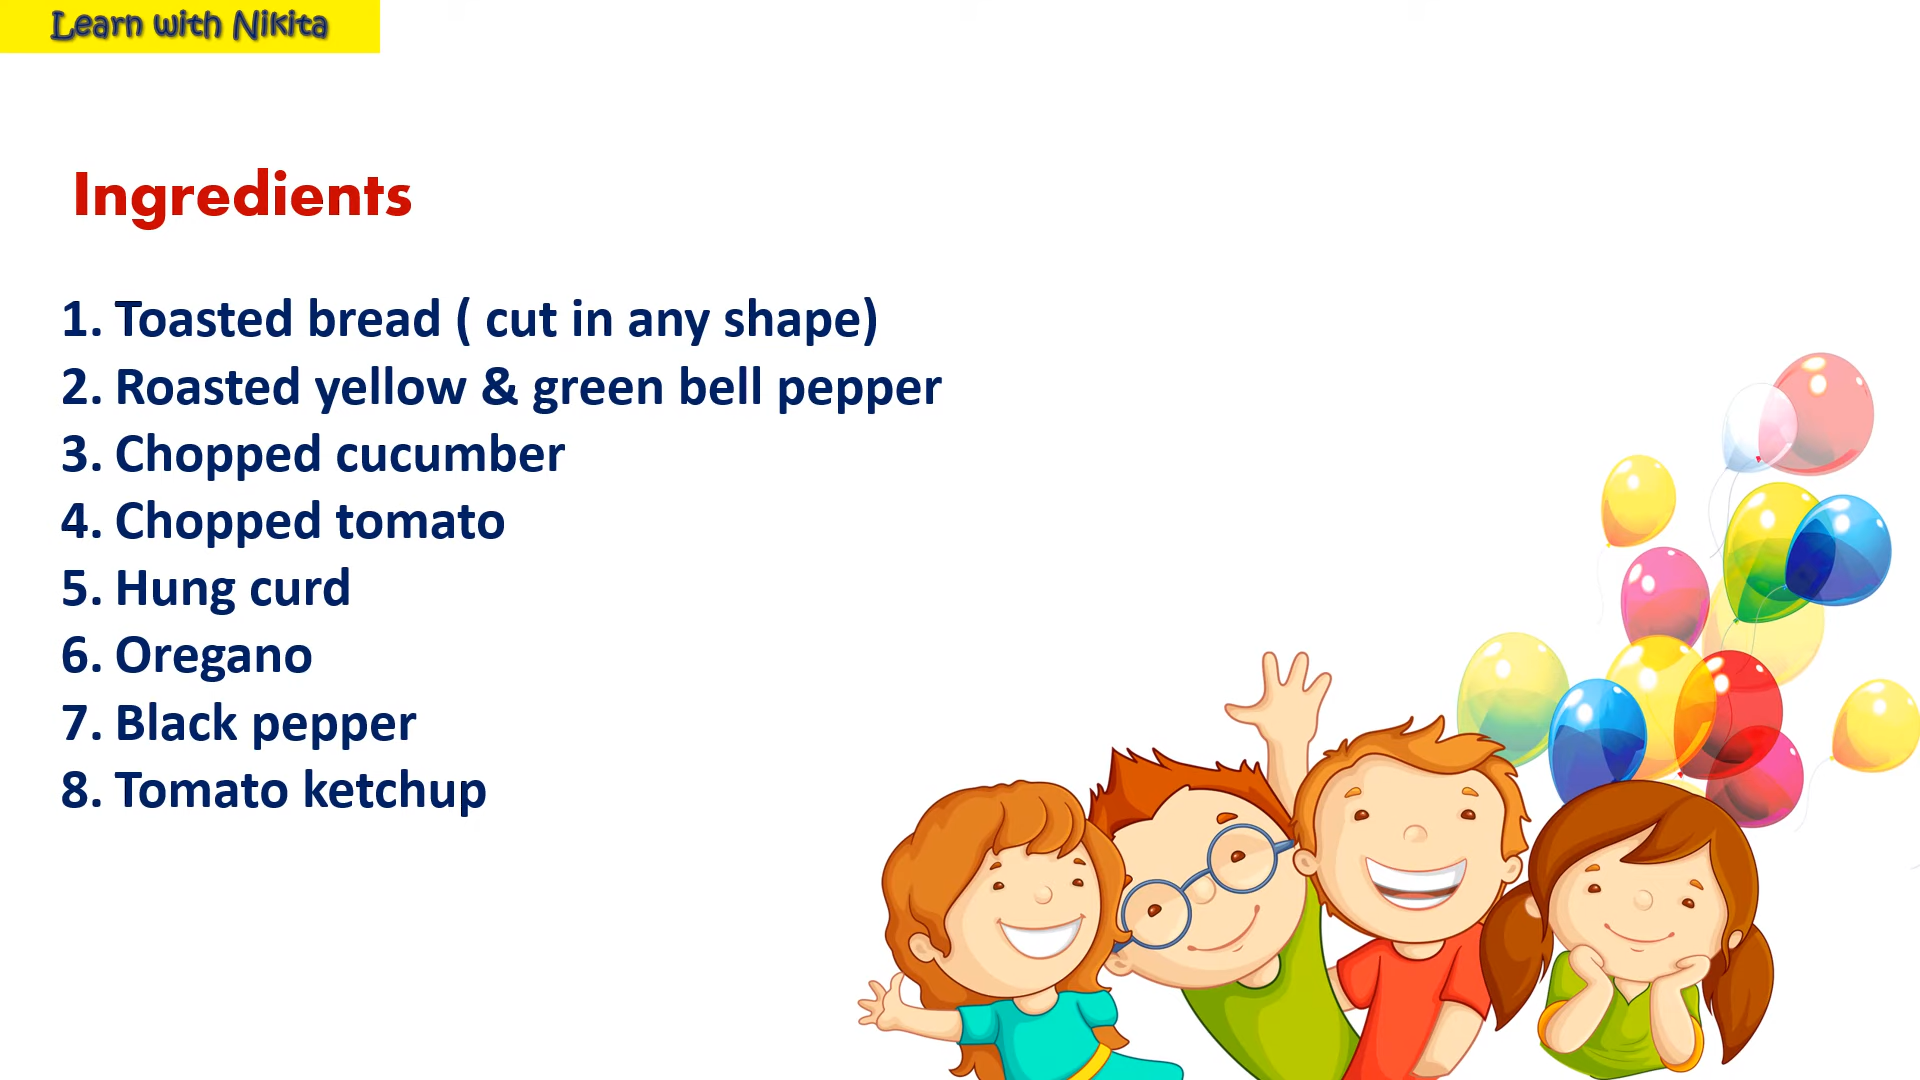 Learn with Nikita
Ingredients
1. Toasted bread ( cut in any shape)
2. Roasted yellow & green bell pepper
3. Chopped cucumber
4. Chopped tomato
5. Hung curd
6. Oregano
7. Black pepper
8. Tomato ketchup